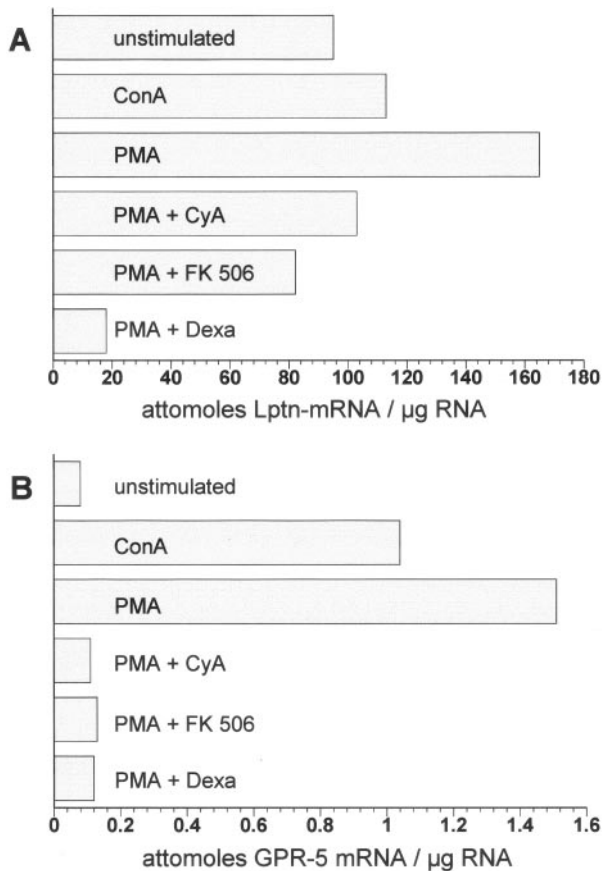 A
unstimulated
ConA
PMA
PMA + CyA
PMA + FK 506
PMA + Dexa
0 20 40 60 80 100 120 140 160 180
attomoles Lptn-mRNA / µg RNA
B
unstimulated
ConA
PMA
PMA + CyA
PMA + FK 506
PMA + Dexa
0 0.2 0.4 0.6 0.8 1 1.2 1.4 1.6
attomoles GPR-5 mRNA / µg RNA